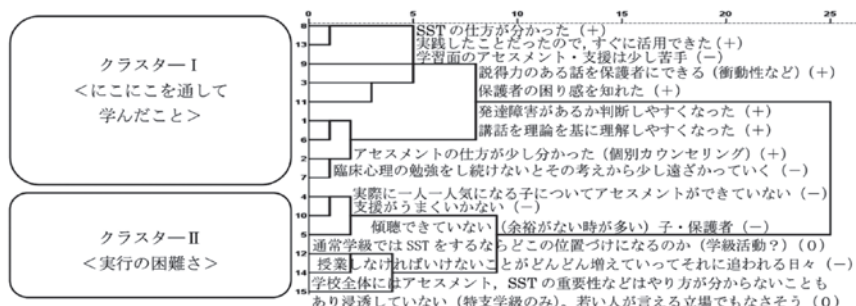 0 5 10 15 20 25
クラスターⅠ
<にこにこを通して
学んだこと>
クラスターⅡ
<実行の困難さ>
8
13
9
3
11
1
6
2
7
4
10
5
12
14
15
SSTの仕方が分かった(+)
実践したことだったので,すぐに活用できた(+)
学習面のアセスメント・支援は少し苦手(−)
説得力のある話を保護者にできる(衝動性など)(+)
保護者の困り感を知れた(+)
発達障害があるか判断しやすくなった(+)
講話を理論を基に理解しやすくなった(+)
アセスメントの仕方が少し分かった(個別カウンセリング)(+)
臨床心理の勉強をし続けないとその考えから少し遠ざかっていく(−)
実際に一人一人気になる子についてアセスメントができていない(−)
支援がうまくいかない(−)
傾聴できていない(余裕がない時が多い)子・保護者(−)
通常学級ではSSTをするならどこの位置づけになるのか(学級活動?)(0)
授業しなければいけないことがどんどん増えていってそれに追われる日々(−)
学校全体にはアセスメント,SSTの重要性などはやり方が分からないことも
あり浸透していない(特支学級のみ)。若い人が言える立場でもなさそう(0)